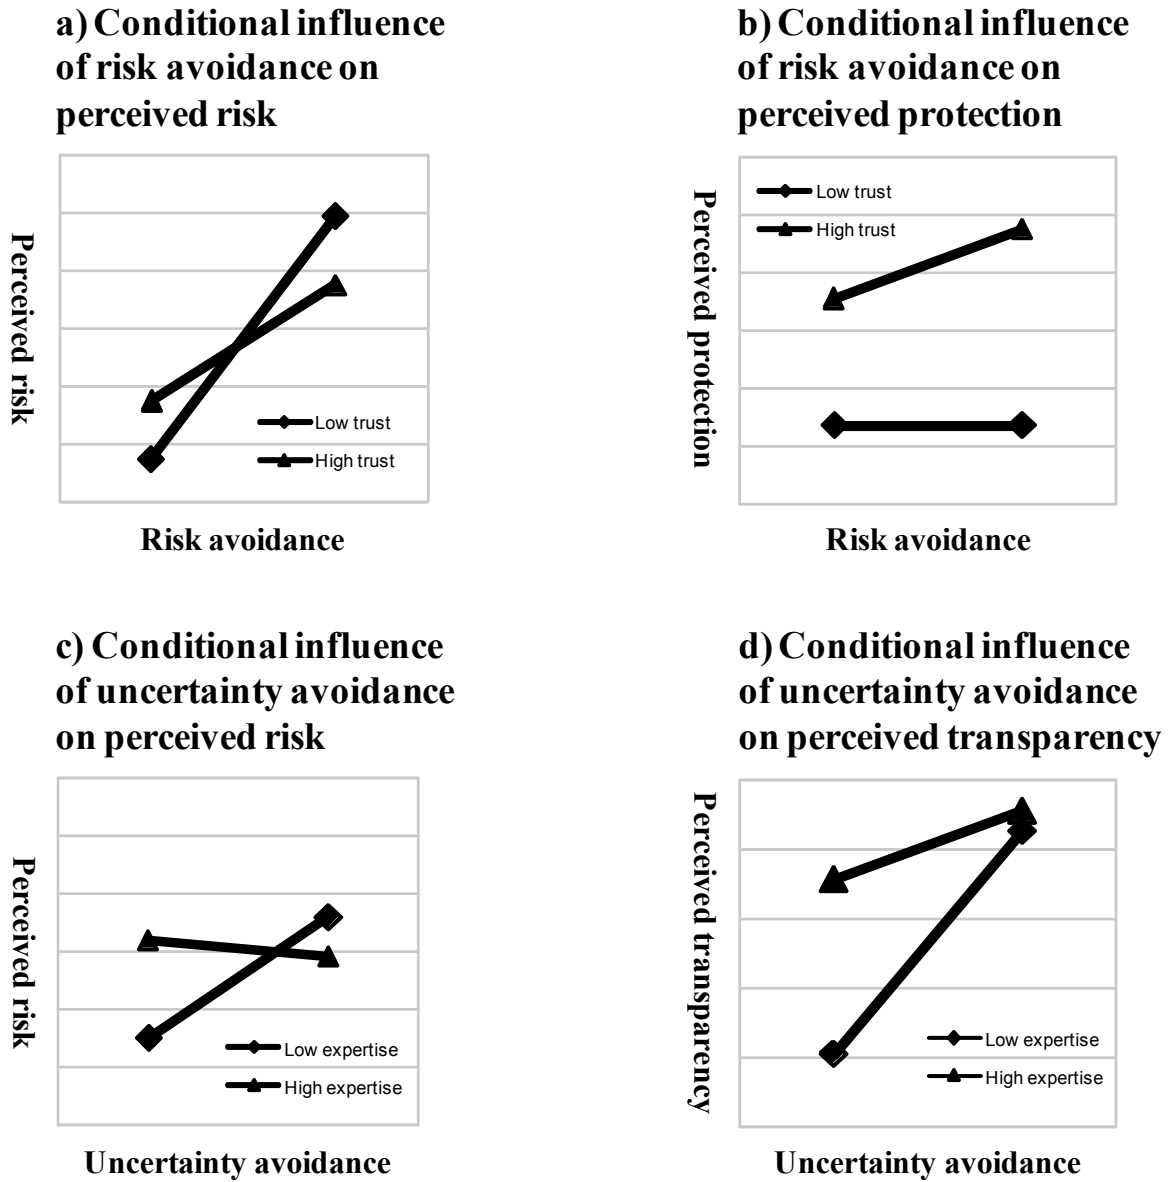 a) Conditional influence
of risk avoidance on
perceived risk
Perceived risk
Low trust
High trust
Risk avoidance
b) Conditional influence
of risk avoidance on
perceived protection
Perceived protection
Low trust
High trust
Risk avoidance
c) Conditional influence
of uncertainty avoidance
on perceived risk
Perceived risk
Low expertise
High expertise
Uncertainty avoidance
d) Conditional influence
of uncertainty avoidance
on perceived transparency
Perceived transparency
Low expertise
High expertise
Uncertainty avoidance